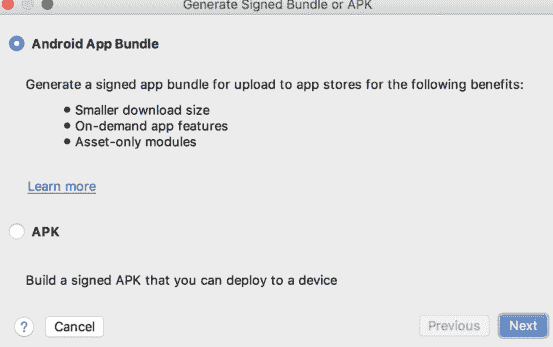 Generate Signed Bundle or APK
Android App Bundle
Generate a signed app bundle for upload to app stores for the following benefits:
• Smaller download size
• On-demand app features
• Asset-only modules
Learn more
APK
Build a signed APK that you can deploy to a device
? Cancel Previous Next